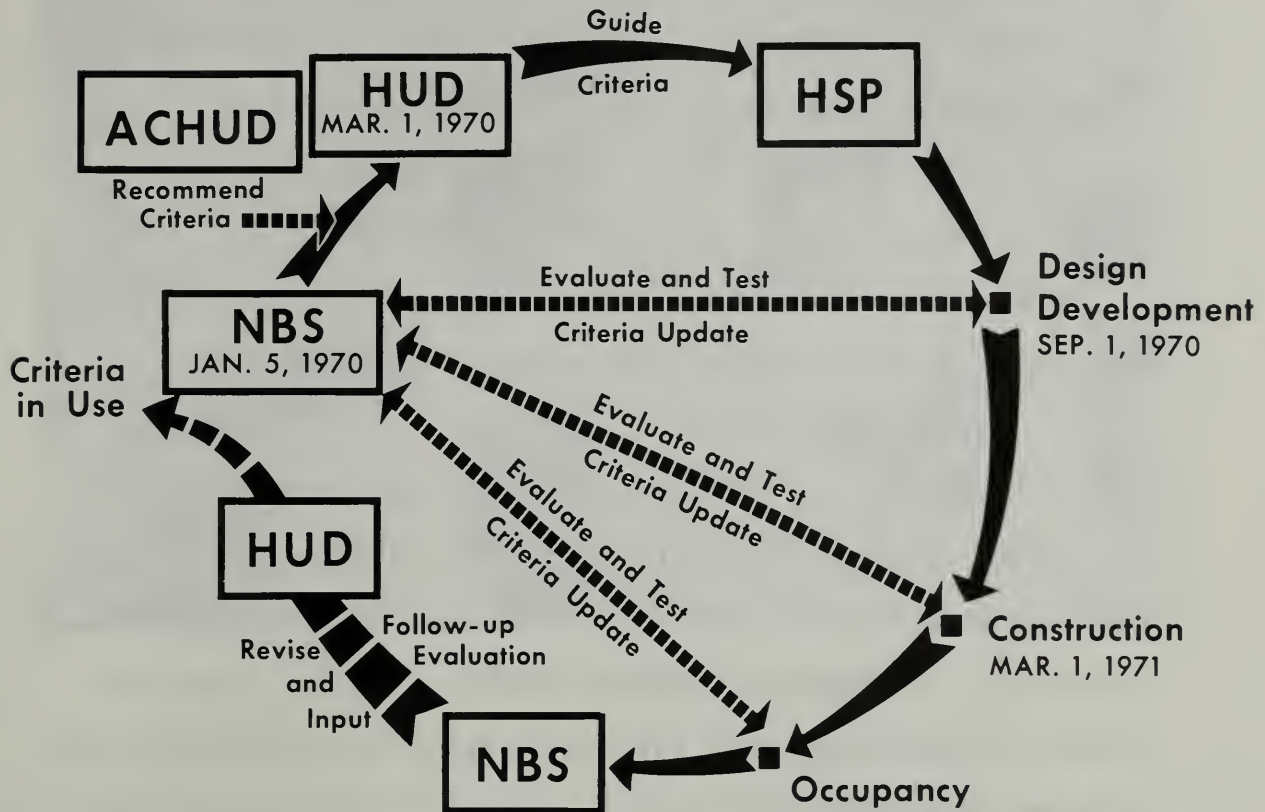 Guide
Criteria
ACHUD
HUD
MAR. 1, 1970
HSP
Recommend
Criteria
NBS
JAN. 5, 1970
Evaluate and Test
Criteria Update
Design
Development
SEP. 1, 1970
Criteria
in Use
Evaluate and Test
Criteria Update
Evaluate and Test
Criteria Update
HUD
Follow-up
Evaluation
Revise
and
Input
Construction
MAR. 1, 1971
NBS
Occupancy